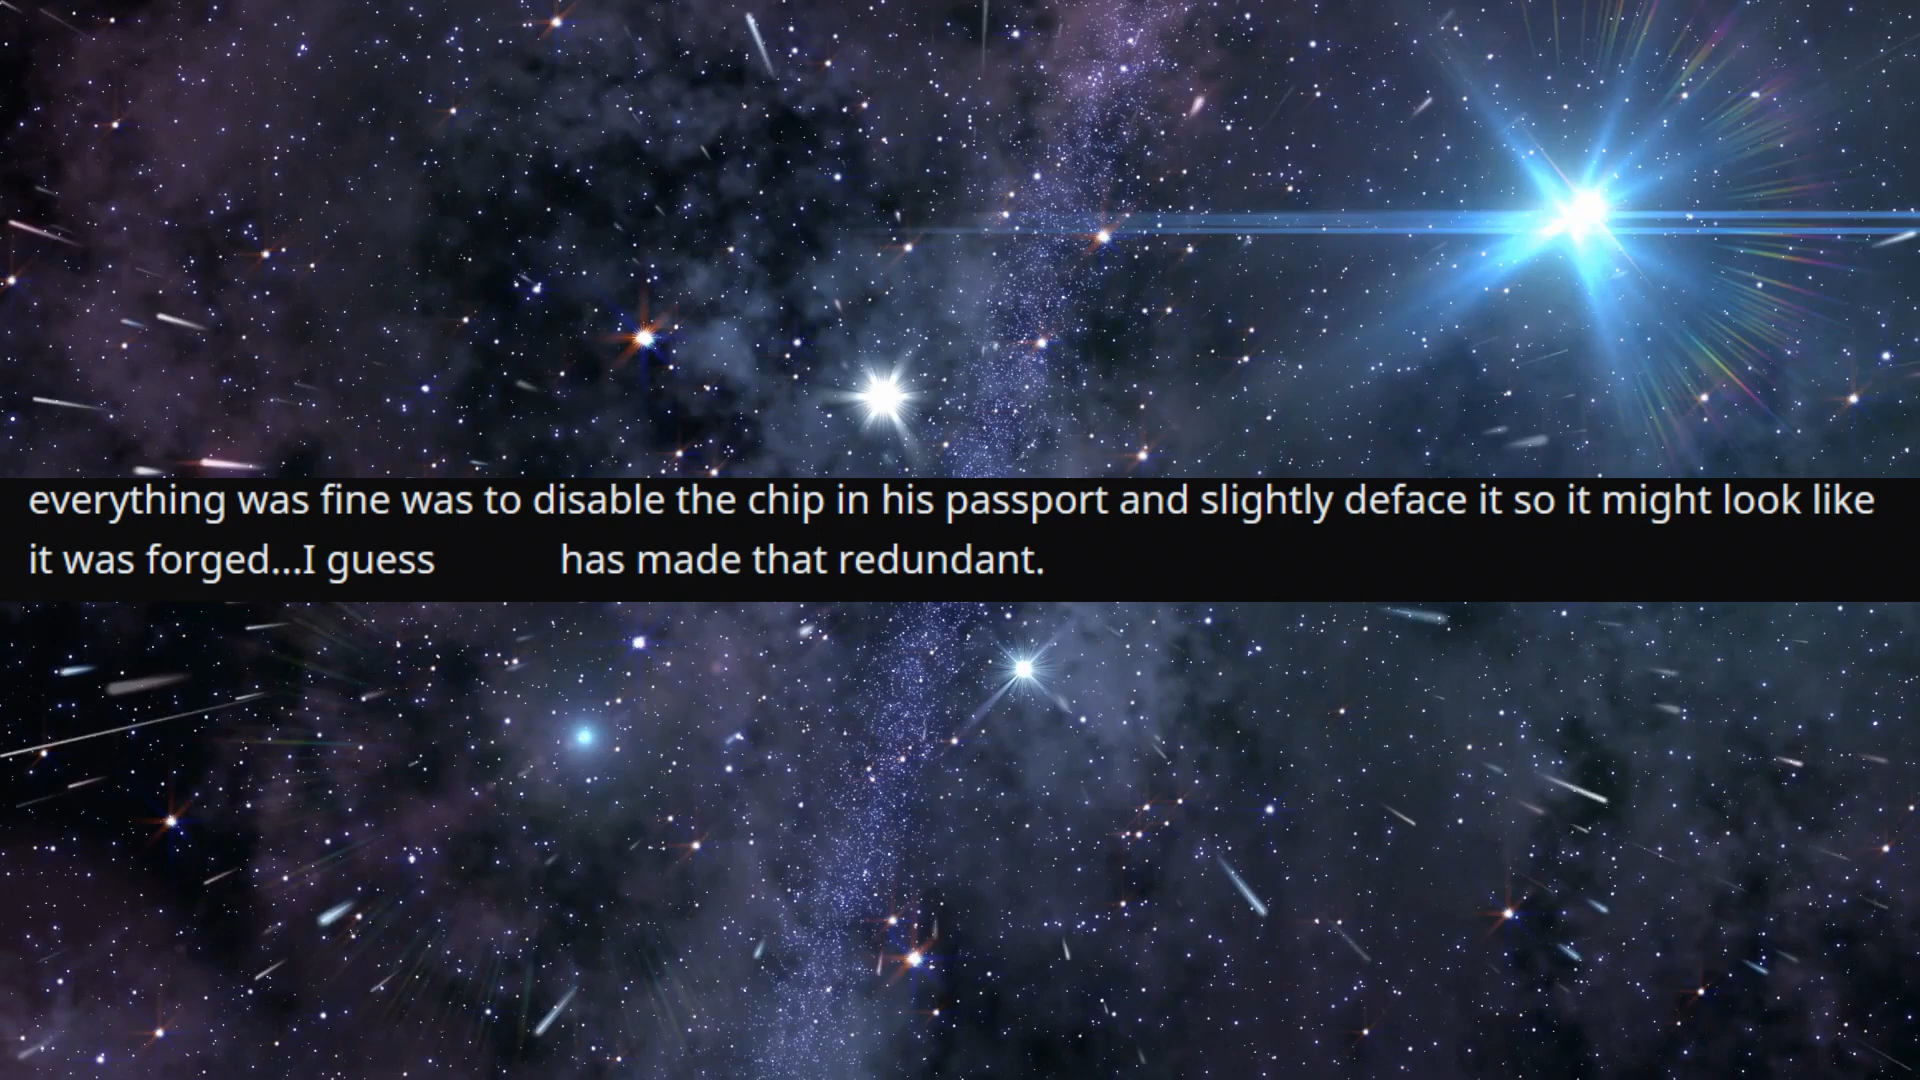 everything was fine was to disable the chip in his passport and slightly deface it so it might look like
it was forged...I guess has made that redundant.